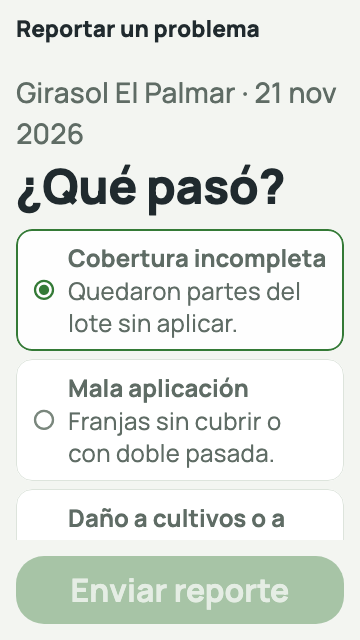 Reportar un problema
Girasol El Palmar · 21 nov
2026
¿Qué pasó?
Cobertura incompleta
Quedaron partes del
lote sin aplicar.
Mala aplicación
Franjas sin cubrir o
con doble pasada.
Daño a cultivos o a
Enviar reporte